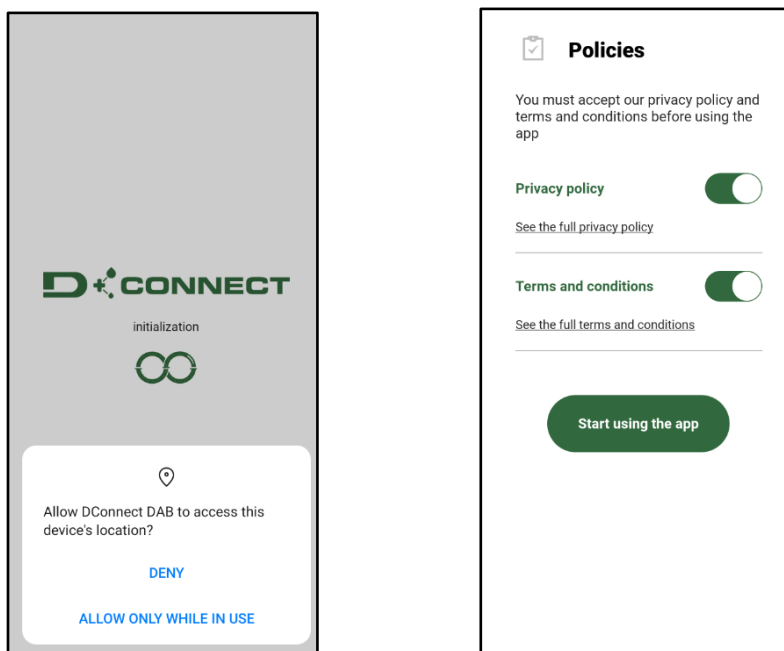 D CONNECT
initialization
Allow DConnect DAB to access this
device's location?
DENY
ALLOW ONLY WHILE IN USE
Policies
You must accept our privacy policy and
terms and conditions before using the
app
Privacy policy
See the full privacy policy
Terms and conditions
See the full terms and conditions
Start using the app